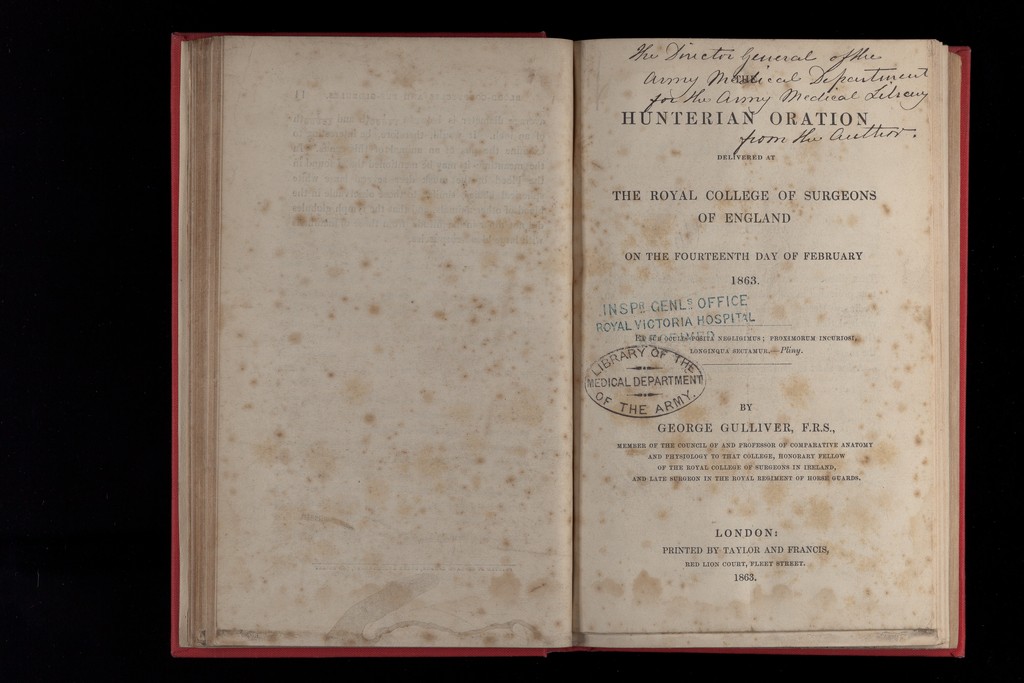 The Director General of the
Army Medical Department
for the Army Medical Library
from the Author.
THE
HUNTERIAN ORATION
DELIVERED AT
THE ROYAL COLLEGE OF SURGEONS
OF ENGLAND
ON THE FOURTEENTH DAY OF FEBRUARY
1863.
INSPR GENLS OFFICE
ROYAL VICTORIA HOSPITAL
OCULIS POSITA NEGLIGIMUS; PROXIMORUM INCURIOSI,
LONGINQUA SECTAMUR.—Pliny.
LIBRARY OF THE
MEDICAL DEPARTMENT
OF THE ARMY.
BY
GEORGE GULLIVER, F.R.S.,
MEMBER OF THE COUNCIL OF AND PROFESSOR OF COMPARATIVE ANATOMY
AND PHYSIOLOGY TO THAT COLLEGE, HONORARY FELLOW
OF THE ROYAL COLLEGE OF SURGEONS IN IRELAND,
AND LATE SURGEON IN THE ROYAL REGIMENT OF HORSE GUARDS.
LONDON:
PRINTED BY TAYLOR AND FRANCIS,
RED LION COURT, FLEET STREET.
1863.